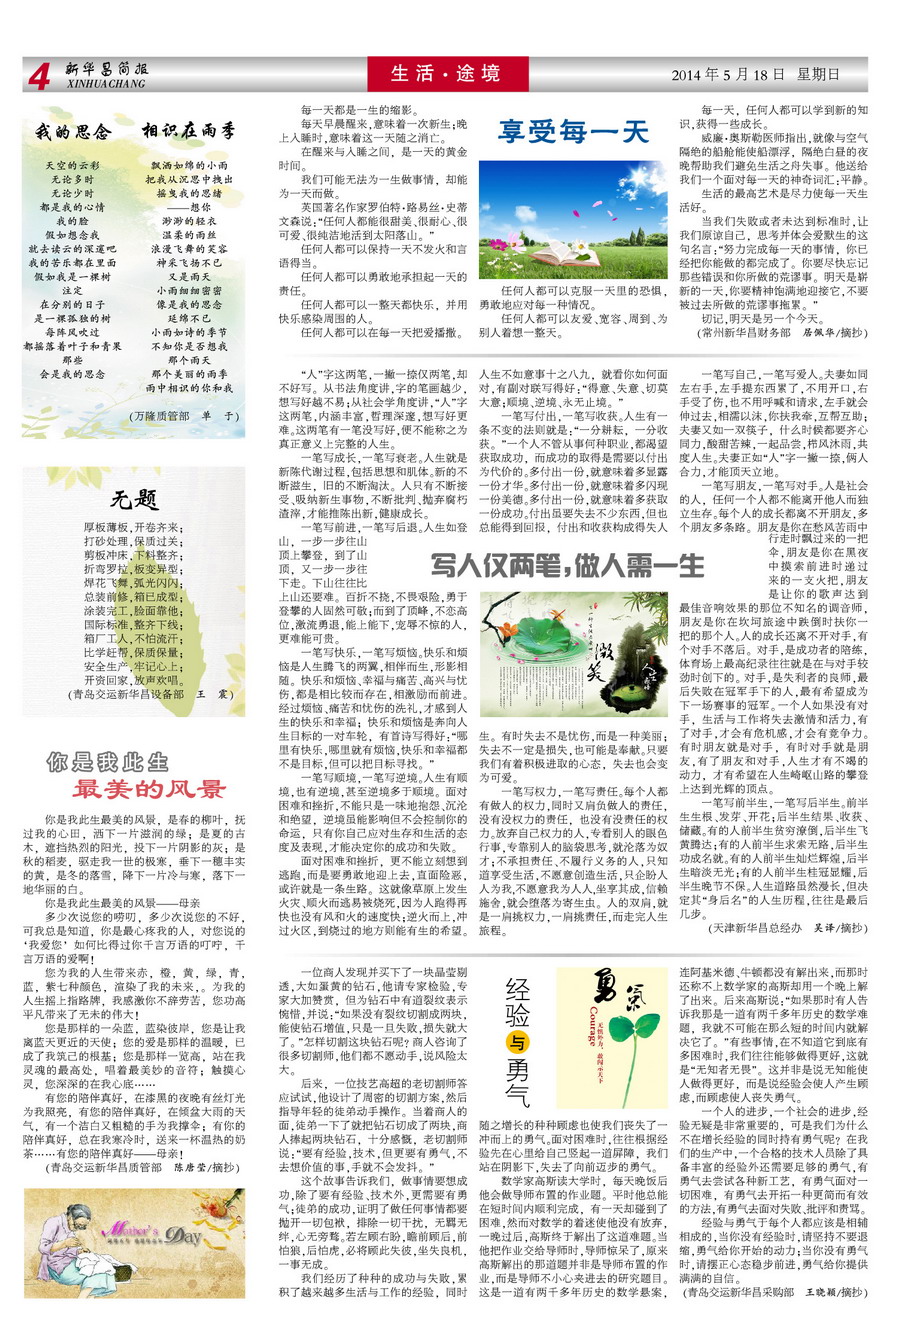 4
新华昌简报
XINHUACHANG
生活·途境
2014年5月18日 星期日
我的思念
天空的云彩
无论多时
无论少时
都是我的心情
我的脸
假如想念我
就去读云的深邃吧
我的苦乐都在里面
假如我是一棵树
注定
在分别的日子
是一棵孤独的树
每阵风吹过
都摇落着叶子和青果
那些
会是我的思念
相识在雨季
飘洒如绵的小雨
把我从沉思中拽出
摇曳我的思绪
——想你
渺渺的轻衣
温柔的雨丝
浪漫飞舞的笑容
神采飞扬不已
又是雨天
小雨细细密密
像是我的思念
延绵不已
小雨如诗的季节
不知你是否想我
那个雨天
那个美丽的雨季
雨中相识的你和我
(万隆质管部 单 于)
无题
厚板薄板,开卷齐来;
打砂处理,保质过关;
剪板冲床,下料整齐;
折弯罗拉,板变异型;
焊花飞舞,弧光闪闪;
总装前修,箱已成型;
涂装完工,脸面靠他;
国际标准,整齐下线;
箱厂工人,不怕流汗;
比学赶帮,保质保量;
安全生产,牢记心上;
开资回家,放声欢唱。
(青岛交运新华昌设备部 王 震)
你是我此生
最美的风景
你是我此生最美的风景，是春的柳叶，抚
过我的心田，洒下一片滋润的绿；是夏的古
木，遮挡热烈的阳光，投下一片阴影的灰；是
秋的稻麦，驱走我一世的极寒，垂下一穗丰实
的黄，是冬的落雪，降下一片冷与寒，落下一
地华丽的白。
你是我此生最美的风景——母亲
多少次说您的唠叨，多少次说您的不好，
可我总是知道，你是最心疼我的人，对您说的
‘我爱您’如何比得过你千言万语的叮咛，千
言万语的爱啊！
您为我的人生带来赤，橙，黄，绿，青，
蓝，紫七种颜色，渲染了我的未来,。为我的
人生摇上指路牌，我感激你不辞劳苦，您功高
平凡带来了无未的伟大！
您是那样的一朵蓝，蓝染彼岸，您是让我
离蓝天更近的天使；您的爱是那样的温暖，已
成了我筑己的根基；您是那样一览高，站在我
灵魂的最高处，唱着最美妙的音符；触摸心
灵，您深深的在我心底……
有您的陪伴真好，在漆黑的夜晚有丝灯光
为我照亮，有您的陪伴真好，在倾盆大雨的天
气，有一个洁白又粗糙的手为我撑伞；有你的
陪伴真好，总在我寒冷时，送来一杯温热的奶
茶……有您的陪伴真好——母亲！
(青岛交运新华昌质管部 陈唐莹/摘抄)
Mother's
Day
每一天都是一生的缩影。
每天早晨醒来,意味着一次新生;晚
上入睡时,意味着这一天随之消亡。
在醒来与入睡之间，是一天的黄金
时间。
我们可能无法为一生做事情，却能
为一天而做。
英国著名作家罗伯特·路易丝·史蒂
文森说:“任何人都能很甜美、很耐心、很
可爱、很纯洁地活到太阳落山。”
任何人都可以保持一天不发火和言
语得当。
任何人都可以勇敢地承担起一天的
责任。
任何人都可以一整天都快乐，并用
快乐感染周围的人。
任何人都可以在每一天把爱播撒。
享受每一天
任何人都可以克服一天里的恐惧，
勇敢地应对每一种情况。
任何人都可以友爱、宽容、周到、为
别人着想一整天。
每一天，任何人都可以学到新的知
识,获得一些成长。
威廉·奥斯勒医师指出,就像与空气
隔绝的船舱能使船漂浮，隔绝白昼的夜
晚帮助我们避免生活之舟失事。他送给
我们一个面对每一天的神奇词汇:平静。
生活的最高艺术是尽力使每一天生
活好。
当我们失败或者未达到标准时,让
我们原谅自己，思考并体会爱默生的这
句名言:“努力完成每一天的事情，你已
经把你能做的都完成了。你要尽快忘记
那些错误和你所做的荒谬事。明天是崭
新的一天,你要精神饱满地迎接它,不要
被过去所做的荒谬事拖累。”
切记,明天是另一个今天。
(常州新华昌财务部 居佩华/摘抄)
“人”字这两笔,一撇一捺仅两笔,却
不好写。从书法角度讲,字的笔画越少,
想写好越不易;从社会学角度讲,“人”字
这两笔,内涵丰富,哲理深邃,想写好更
难。这两笔有一笔没写好,便不能称之为
真正意义上完整的人生。
一笔写成长,一笔写衰老。人生就是
新陈代谢过程,包括思想和肌体。新的不
断滋生，旧的不断淘汰。人只有不断接
受、吸纳新生事物,不断批判、抛弃腐朽
渣滓,才能推陈出新,健康成长。
一笔写前进,一笔写后退。人生如登
山，一步一步往山
顶上攀登，到了山
顶，又一步一步往
下走。下山往往比
上山还要难。百折不挠,不畏艰险,勇于
登攀的人固然可敬;而到了顶峰,不恋高
位,激流勇退,能上能下,宠辱不惊的人,
更难能可贵。
一笔写快乐,一笔写烦恼。快乐和烦
恼是人生腾飞的两翼,相伴而生,形影相
随。快乐和烦恼、幸福与痛苦、高兴与忧
伤,都是相比较而存在,相激励而前进。
经过烦恼、痛苦和忧伤的洗礼,才感到人
生的快乐和幸福；快乐和烦恼是奔向人
生目标的一对车轮，有首诗写得好:“哪
里有快乐,哪里就有烦恼,快乐和幸福都
不是目标,但可以把目标寻找。”
一笔写顺境,一笔写逆境。人生有顺
境,也有逆境,甚至逆境多于顺境。面对
困难和挫折,不能只是一味地抱怨、沉沦
和绝望，逆境虽能影响但不会控制你的
命运，只有你自己应对生存和生活的态
度及表现,才能决定你的成功和失败。
面对困难和挫折，更不能立刻想到
逃跑,而是要勇敢地迎上去,直面险恶,
或许就是一条生路。这就像草原上发生
火灾、顺火而逃易被烧死,因为人跑得再
快也没有风和火的速度快;逆火而上,冲
过火区,到烧过的地方则能有生的希望。
人生不如意事十之八九，就看你如何面
对,有副对联写得好:“得意、失意、切莫
大意;顺境、逆境、永无止境。”
一笔写付出,一笔写收获。人生有一
条不变的法则就是:“一分耕耘，一分收
获。”一个人不管从事何种职业,都渴望
获取成功，而成功的取得是需要以付出
为代价的。多付出一份,就意味着多显露
一份才华。多付出一份,就意味着多闪现
一份美德。多付出一份,就意味着多获取
一份成功。付出虽要失去不少东西,但也
总能得到回报，付出和收获构成得失人
写人仅两笔,做人需一生
微笑
生。有时失去不是忧伤,而是一种美丽;
失去不一定是损失,也可能是奉献。只要
我们有着积极进取的心态，失去也会变
为可爱。
一笔写权力,一笔写责任。每个人都
有做人的权力,同时又肩负做人的责任,
没有没权力的责任，也没有没责任的权
力。放弃自己权力的人,专看别人的眼色
行事,专靠别人的脑袋思考,就沦落为奴
才;不承担责任、不履行义务的人,只知
道享受生活,不愿意创造生活,只企盼人
人为我,不愿意我为人人,坐享其成,信赖
施舍,就会堕落为寄生虫。人的双肩,就
是一肩挑权力,一肩挑责任,而走完人生
旅程。
一笔写自己,一笔写爱人。夫妻如同
左右手,左手提东西累了,不用开口,右
手受了伤,也不用呼喊和请求,左手就会
伸过去,相濡以沫,你扶我牵,互帮互助;
夫妻又如一双筷子，什么时候都要齐心
同力,酸甜苦辣,一起品尝,栉风沐雨,共
度人生。夫妻正如“人”字一撇一捺,俩人
合力,才能顶天立地。
一笔写朋友,一笔写对手。人是社会
的人，任何一个人都不能离开他人而独
立生存。每个人的成长都离不开朋友,多
个朋友多条路。朋友是你在愁风苦雨中
行走时飘过来的一把
伞,朋友是你在黑夜
中摸索前进时递过
来的一支火把,朋友
是让你的歌声达到
最佳音响效果的那位不知名的调音师,
朋友是你在坎坷旅途中跌倒时扶你一
把的那个人。人的成长还离不开对手,有
个对手不落后。对手,是成功者的陪练,
体育场上最高纪录往往就是在与对手较
劲时创下的。对手,是失利者的良师,最
后失败在冠军手下的人,最有希望成为
下一场赛事的冠军。一个人如果没有对
手，生活与工作将失去激情和活力,有
了对手,才会有危机感,才会有竞争力。
有时朋友就是对手，有时对手就是朋
友,有了朋友和对手,人生才有不竭的
动力，才有希望在人生崎岖山路的攀登
上达到光辉的顶点。
一笔写前半生,一笔写后半生。前半
生生根、发芽、开花;后半生结果、收获、
储藏。有的人前半生贫穷潦倒,后半生飞
黄腾达;有的人前半生求索无路,后半生
功成名就。有的人前半生灿烂辉煌,后半
生暗淡无光;有的人前半生桂冠显耀,后
半生晚节不保。人生道路虽然漫长,但决
定其“身后名”的人生历程,往往是最后
几步。
(天津新华昌总经办 吴译/摘抄)
一位商人发现并买下了一块晶莹剔
透,大如蛋黄的钻石,他请专家检验,专
家大加赞赏，但为钻石中有道裂纹表示
惋惜,并说:“如果没有裂纹切割成两块,
能使钻石增值,只是一旦失败,损失就大
了。”怎样切割这块钻石呢?商人咨询了
很多切割师,他们都不愿动手,说风险太
大。
后来，一位技艺高超的老切割师答
应试试,他设计了周密的切割方案,然后
指导年轻的徒弟动手操作。当着商人的
面,徒弟一下了就把钻石切成了两块,商
人捧起两块钻石，十分感慨，老切割师
说:“要有经验,技术,但更要有勇气,不
去想价值的事,手就不会发抖。”
这个故事告诉我们，做事情要想成
功,除了要有经验、技术外,更需要有勇
气;徒弟的成功,证明了做任何事情都要
抛开一切包袱，排除一切干扰，无羁无
绊,心无旁骛。若左顾右盼,瞻前顾后,前
怕狼,后怕虎,必将顾此失彼,坐失良机,
一事无成。
我们经历了种种的成功与失败,累
积了越来越多生活与工作的经验，同时
经验与勇气
勇气
Courage
随之增长的种种顾虑也使我们丧失了一
冲而上的勇气。面对困难时,往往根据经
验先在心里给自己竖起一道屏障，我们
站在阴影下,失去了向前迈步的勇气。
数学家高斯读大学时，每天晚饭后
他会做导师布置的作业题。平时他总能
在短时间内顺利完成，有一天却碰到了
困难,然而对数学的着迷使他没有放弃,
一晚过后,高斯终于解出了这道难题。当
他把作业交给导师时,导师惊呆了,原来
高斯解出的那道题并非是导师布置的作
业,而是导师不小心夹进去的研究题目。
这是一道有两千多年历史的数学悬案,
连阿基米德、牛顿都没有解出来,而那时
还称不上数学家的高斯却用一个晚上解
了出来。后来高斯说:“如果那时有人告
诉我那是一道有两千多年历史的数学难
题，我就不可能在那么短的时间内就解
决它了。”有些事情,在不知道它到底有
多困难时,我们往往能够做得更好,这就
是“无知者无畏”。这并非是说无知能使
人做得更好，而是说经验会使人产生顾
虑,而顾虑使人丧失勇气。
一个人的进步,一个社会的进步,经
验无疑是非常重要的，可是我们为什么
不在增长经验的同时持有勇气呢?在我
们的生产中,一个合格的技术人员除了具
备丰富的经验外还需要足够的勇气,有
勇气去尝试各种新工艺，有勇气面对一
切困难，有勇气去开拓一种更简而有效
的方法,有勇气去面对失败、批评和责骂。
经验与勇气于每个人都应该是相辅
相成的,当你没有经验时,请坚持不要退
缩,勇气给你开始的动力;当你没有勇气
时,请摆正心态稳步前进,勇气给你提供
满满的自信。
(青岛交运新华昌采购部 王晓颖/摘抄)